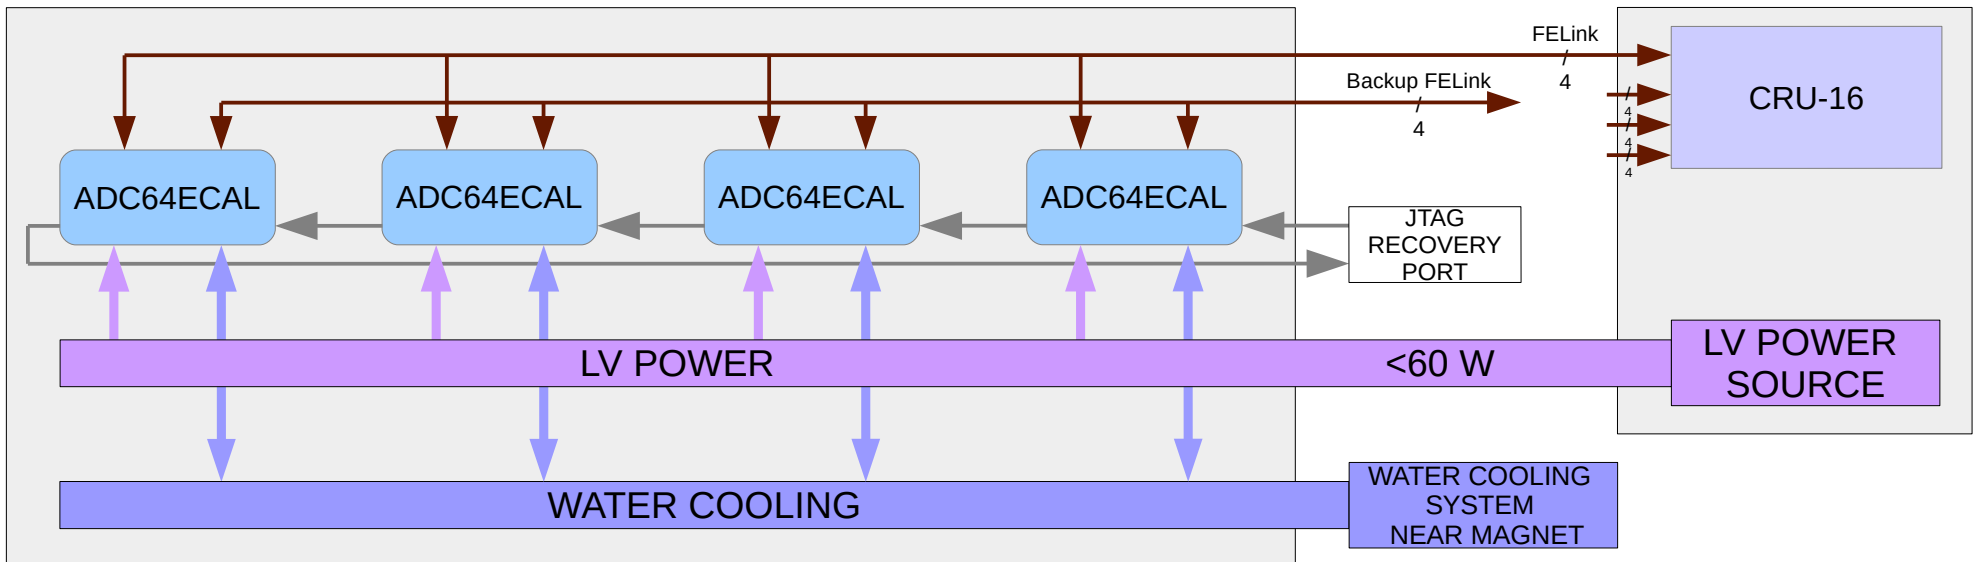 FELink
4
Backup FELink
4
4
4
4
CRU-16
ADC64ECAL
ADC64ECAL
ADC64ECAL
ADC64ECAL
JTAG
RECOVERY
PORT
LV POWER
<60 W
LV POWER
SOURCE
WATER COOLING
WATER COOLING
SYSTEM
NEAR MAGNET